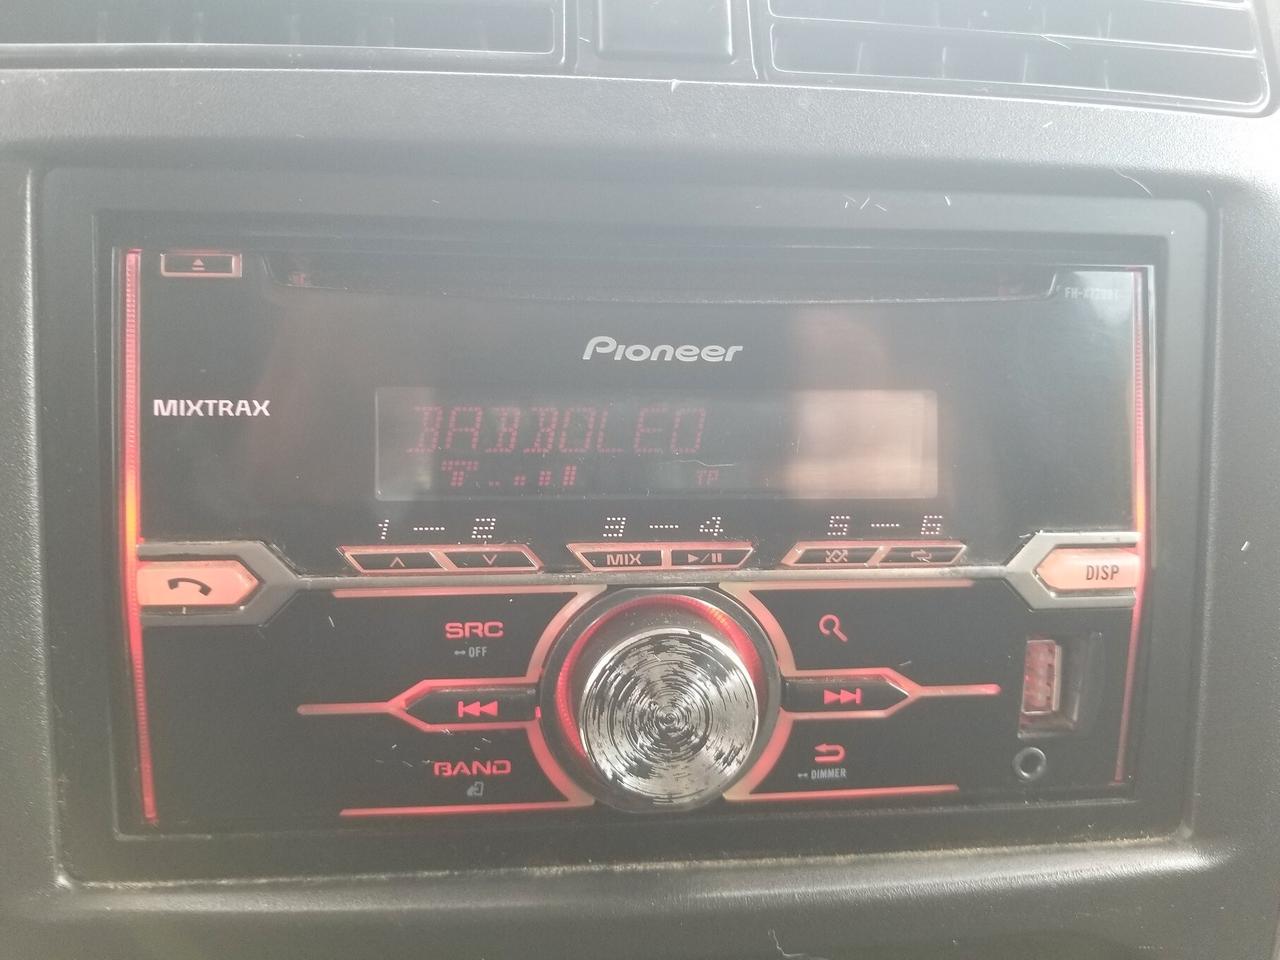 Pioneer
MIXTRAX
BABBOLEO
TP
1 2 3 4 5 6
MIX
DISP
SRC
OFF
BAND
DIMMER